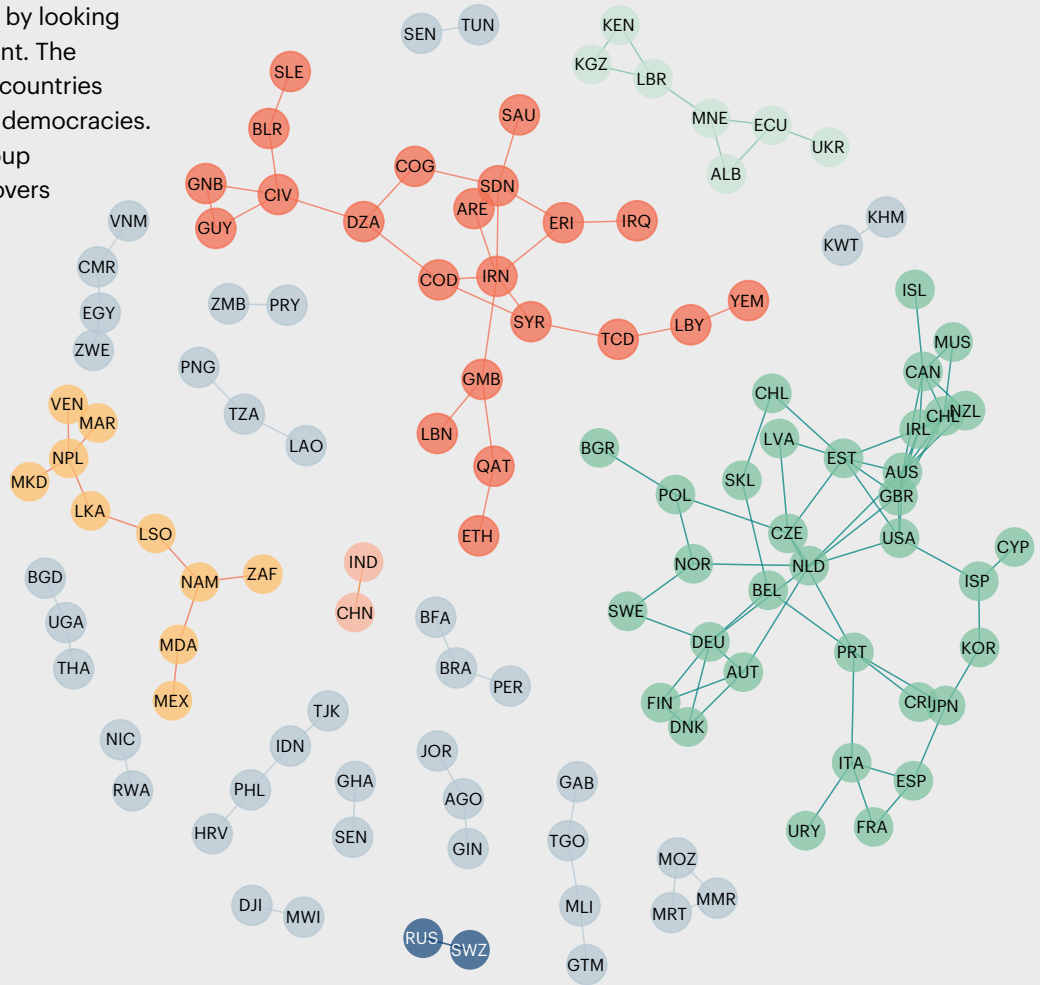 by looking
nt. The
countries
democracies.
oup
overs
SEN
TUN
KEN
KGZ
LBR
MNE
ECU
UKR
ALB
SLE
BLR
SAU
COG
GNB
CIV
SDN
ARE
GUY
DZA
ERI
IRQ
KHM
KWT
VNM
CMR
COD
IRN
EGY
ZWE
ZMB
PRY
SYR
TCD
LBY
YEM
PNG
TZA
LAO
GMB
LBN
QAT
ETH
VEN
MAR
NPL
MKD
LKA
LSO
NAM
ZAF
MDA
MEX
IND
CHN
BGD
UGA
THA
BFA
BRA
PER
ISL
MUS
CAN
CHL
CHL
NZL
IRL
LVA
BGR
EST
AUS
SKL
GBR
POL
CZE
USA
CYP
NOR
NLD
ISP
BEL
SWE
DEU
PRT
KOR
AUT
FIN
DNK
CRI
JPN
ITA
ESP
URY
FRA
NIC
RWA
TJK
IDN
PHL
HRV
GHA
SEN
JOR
AGO
GIN
GAB
TGO
MLI
GTM
MOZ
MMR
MRT
DJI
MWI
RUS
SWZ